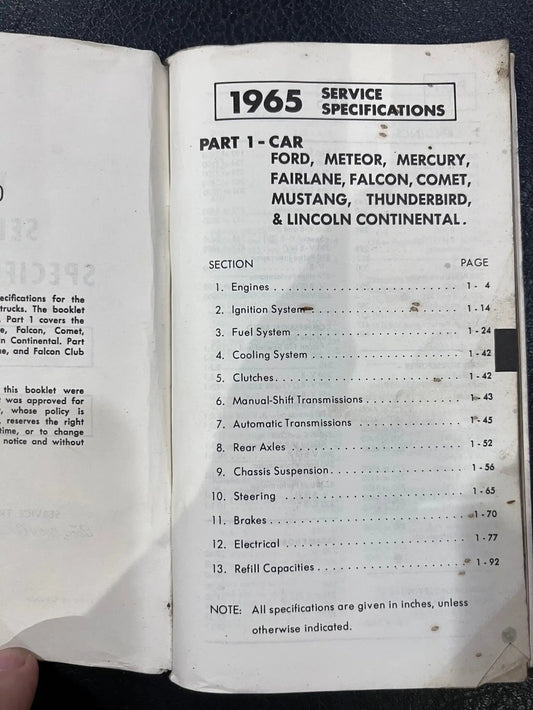 ecifications for the
trucks. The booklet
Part 1 covers the
e, Falcon, Comet,
n Continental. Part
ne, and Falcon Club
this booklet were
t was approved for
, whose policy is
, reserves the right
time, or to change
notice and without
1965 SERVICE SPECIFICATIONS
PART 1 - CAR
FORD, METEOR, MERCURY,
FAIRLANE, FALCON, COMET,
MUSTANG, THUNDERBIRD,
& LINCOLN CONTINENTAL.
SECTION PAGE
1. Engines . . . . . . . . . . . . . . . . . . . . . . . . . 1 - 4
2. Ignition System . . . . . . . . . . . . . . . . . . . . 1 - 14
3. Fuel System . . . . . . . . . . . . . . . . . . . . . . 1 - 24
4. Cooling System . . . . . . . . . . . . . . . . . . . . 1 - 42
5. Clutches . . . . . . . . . . . . . . . . . . . . . . . . . 1 - 42
6. Manual-Shift Transmissions . . . . . . . . . . . . 1 - 43
7. Automatic Transmissions . . . . . . . . . . . . . . 1 - 45
8. Rear Axles . . . . . . . . . . . . . . . . . . . . . . . 1 - 52
9. Chassis Suspension . . . . . . . . . . . . . . . . . 1 - 56
10. Steering . . . . . . . . . . . . . . . . . . . . . . . 1 - 65
11. Brakes . . . . . . . . . . . . . . . . . . . . . . . . . 1 - 70
12. Electrical . . . . . . . . . . . . . . . . . . . . . . . 1 - 77
13. Refill Capacities . . . . . . . . . . . . . . . . . . 1 - 92
NOTE: All specifications are given in inches, unless
otherwise indicated.